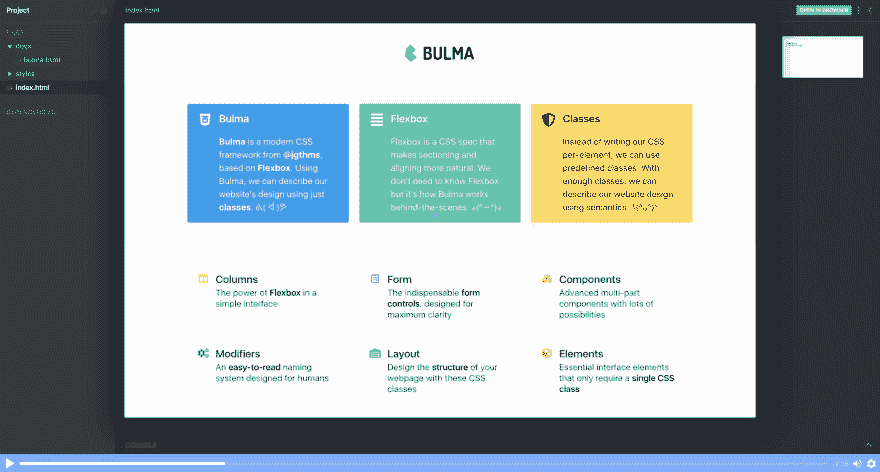 Project
index.html
OPEN IN BROWSER
styles
index.html
BULMA
Bulma
Bulma is a modern CSS
framework from @jgthms,
based on Flexbox. Using
Bulma, we can describe our
website's design using just
classes.
Flexbox
Flexbox is a CSS spec that
makes sectioning and
aligning more natural. We
don't need to know Flexbox
but it's how Bulma works
behind-the-scenes.
Classes
Instead of writing our CSS
per-element, we can use
predefined classes. With
enough classes, we can
describe our website design
using semantics.
Columns
The power of Flexbox in a
simple interface
Form
The indispensable form
controls, designed for
maximum clarity
Components
Advanced multi-part
components with lots of
possibilities
Modifiers
An easy-to-read naming
system designed for humans
Layout
Design the structure of your
webpage with these CSS
classes
Elements
Essential interface elements
that only require a single CSS
class
CONSOLE